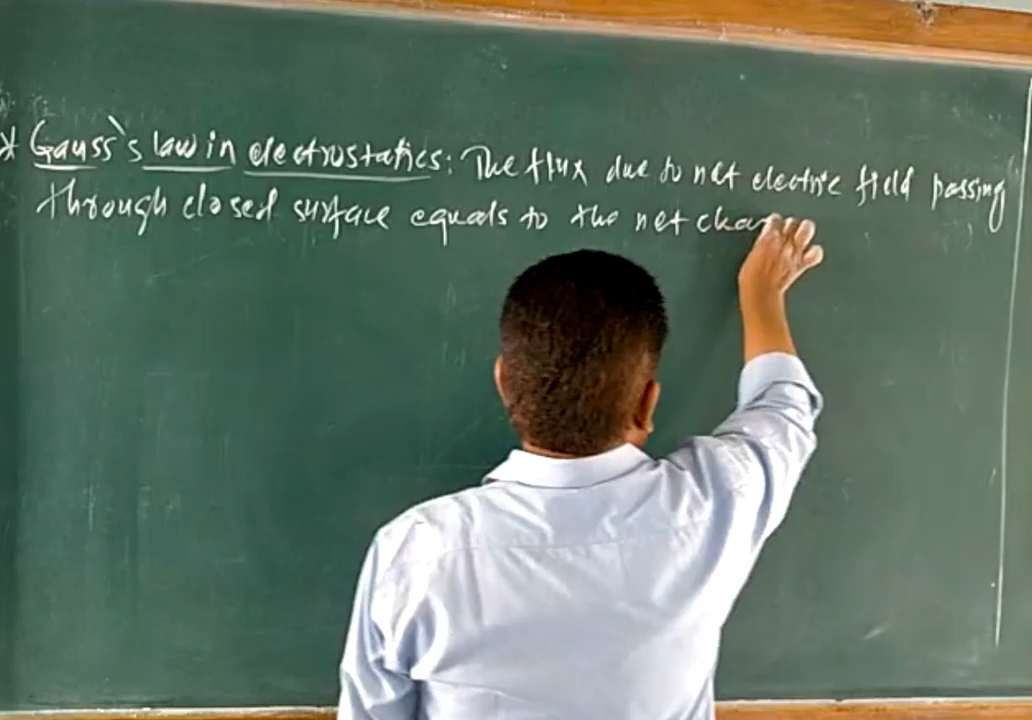 * Gauss's law in electrostatics: The flux due to net electric field passing
through closed surface equals to the net cha